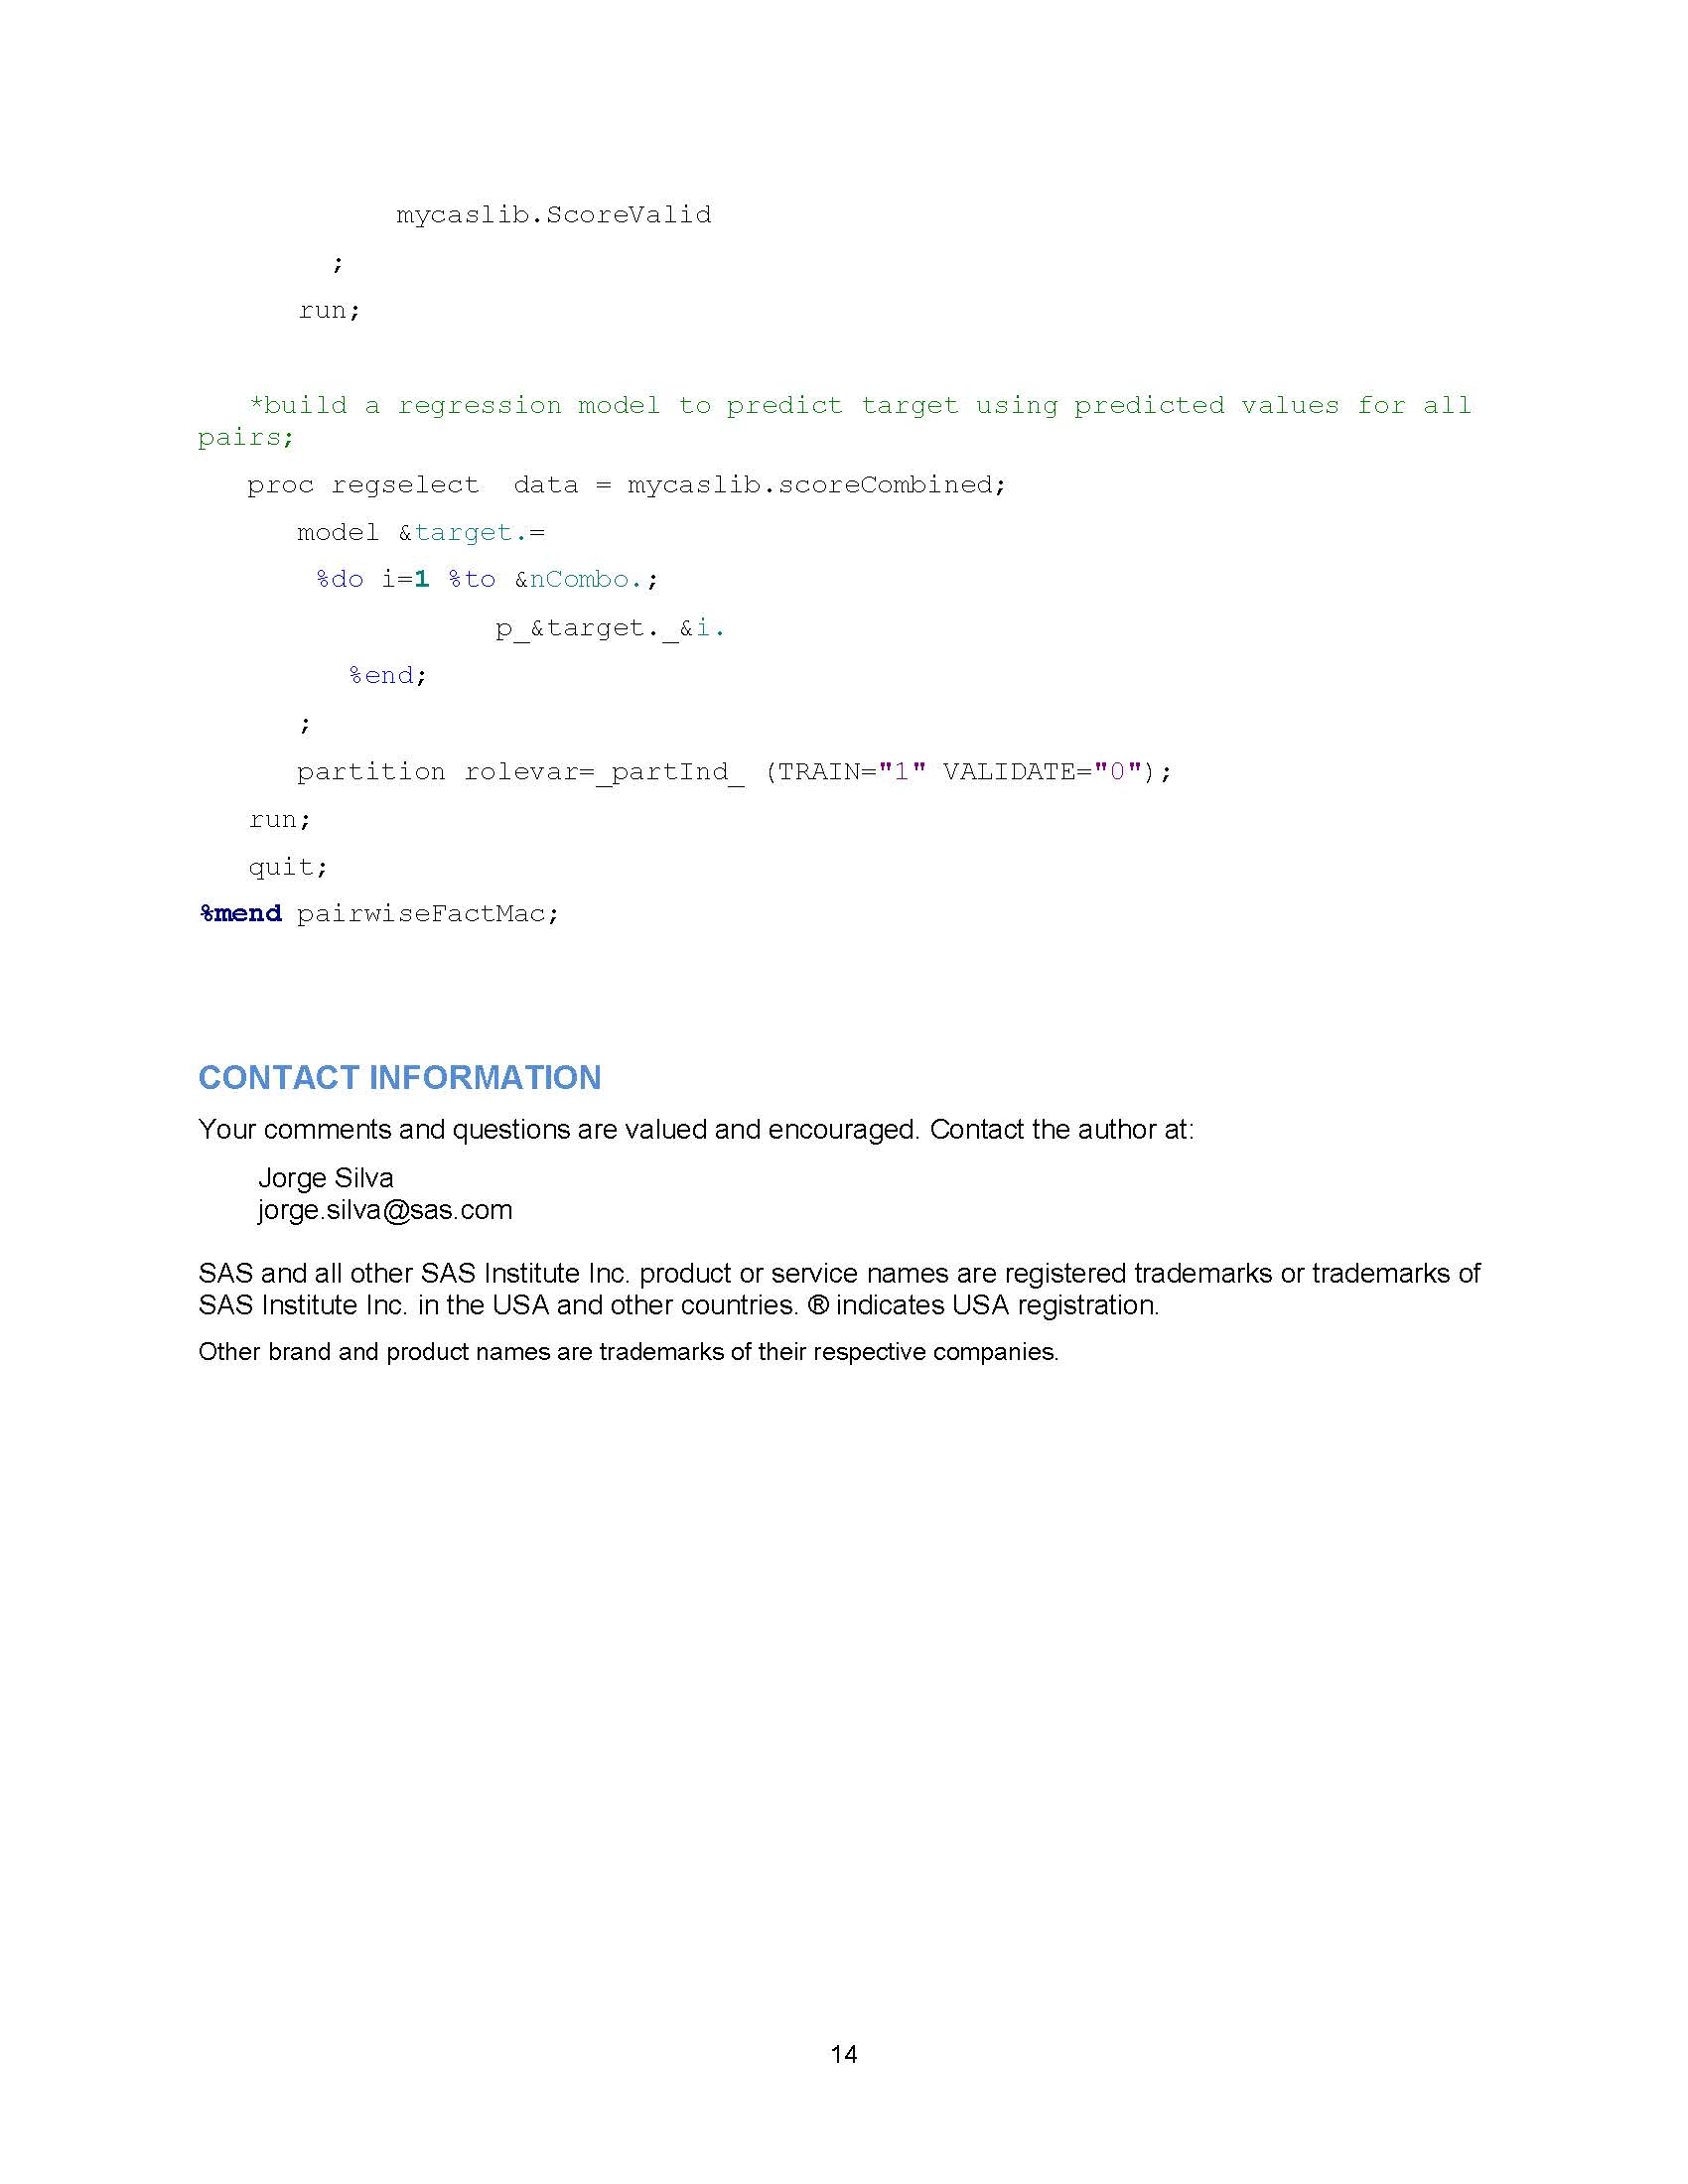 mycaslib.ScoreValid
;
run;
*build a regression model to predict target using predicted values for all
pairs;
proc regselect  data = mycaslib.scoreCombined;
model &target.=
%do i=1 %to &nCombo.;
p_&target._&i.
%end;
;
partition rolevar=_partInd_ (TRAIN="1" VALIDATE="0");
run;
quit;
%mend pairwiseFactMac;
CONTACT INFORMATION
Your comments and questions are valued and encouraged. Contact the author at:
Jorge Silva
jorge.silva@sas.com
SAS and all other SAS Institute Inc. product or service names are registered trademarks or trademarks of
SAS Institute Inc. in the USA and other countries. ® indicates USA registration.
Other brand and product names are trademarks of their respective companies.
14